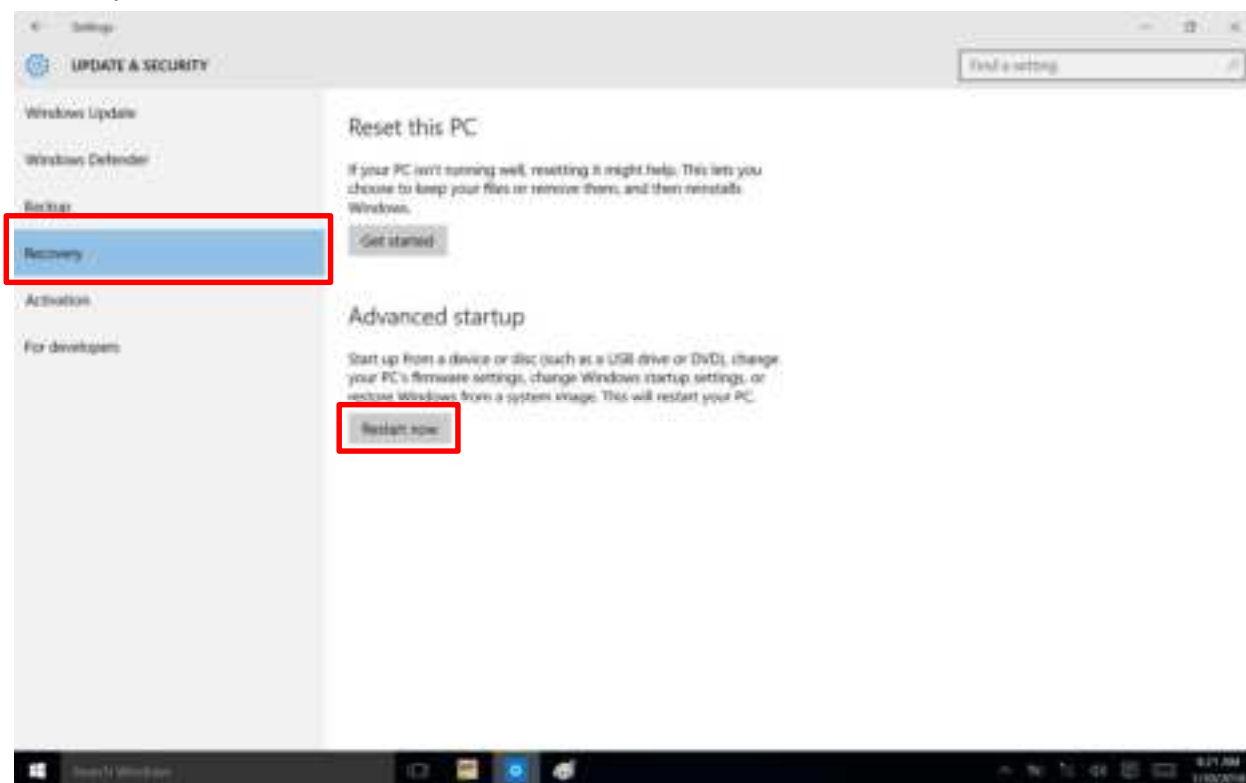 Settings
UPDATE & SECURITY
Find a setting
Windows Update
Windows Defender
Backup
Recovery
Activation
For developers
Reset this PC
If your PC isn't running well, resetting it might help. This lets you
choose to keep your files or remove them, and then reinstalls
Windows.
Get started
Advanced startup
Start up from a device or disc (such as a USB drive or DVD), change
your PC's firmware settings, change Windows startup settings, or
restore Windows from a system image. This will restart your PC.
Restart now
Search Windows